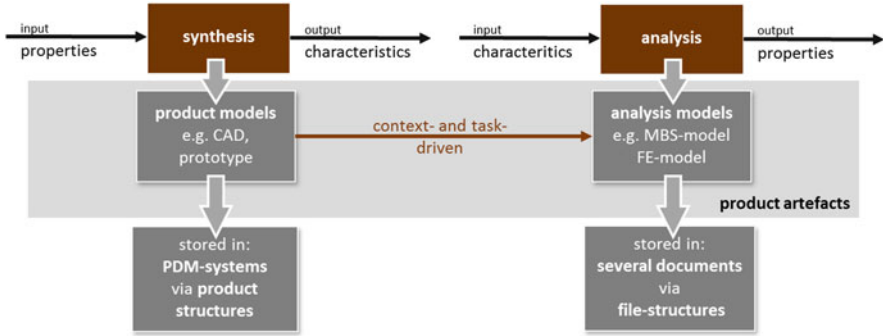 input
properties
synthesis
output
characteristics
input
characteritics
analysis
output
properties
product models
e.g. CAD,
prototype
context- and task-
driven
analysis models
e.g. MBS-model
FE-model
product artefacts
stored in:
PDM-systems
via product
structures
stored in:
several documents
via
file-structures